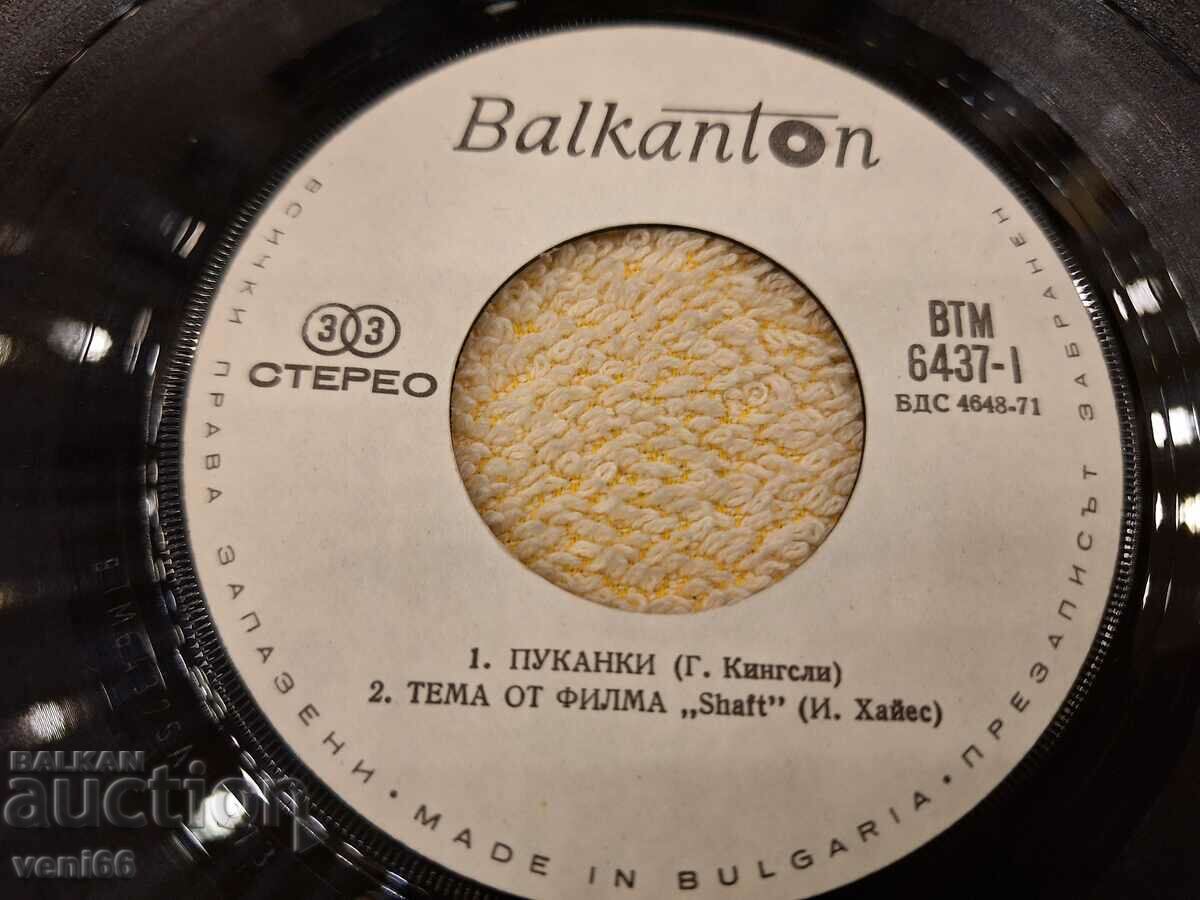 Balkanton
33
СТЕРЕО
ВТМ
6437-1
БДС 4648-71
1. ПУКАНКИ (Г. Кингсли)
2. ТЕМА ОТ ФИЛМА „Shaft” (И. Хайес)
ВСИЧКИ ПРАВА ЗАПАЗЕНИ • MADE IN BULGARIA • ПРЕЗАПИСЪТ ЗАБРАНЕН
BALKAN
auction
veni66